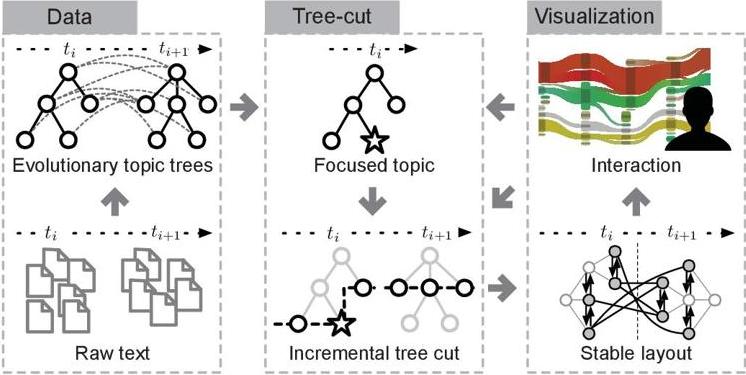 Data
t_i t_{i+1}
Evolutionary topic trees
t_i t_{i+1}
Raw text
Tree-cut
t_i
Focused topic
t_i t_{i+1}
Incremental tree cut
Visualization
Interaction
t_i t_{i+1}
Stable layout